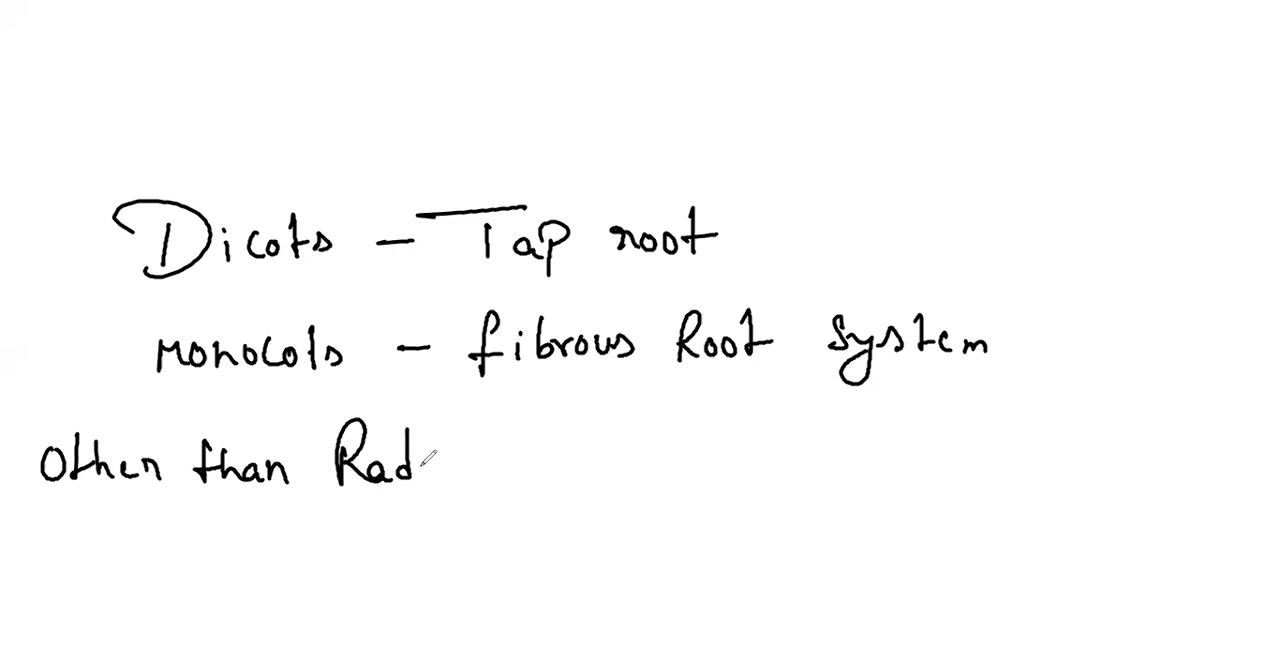 Dicots - Tap root
Monocots - fibrous Root system
Other than Rad